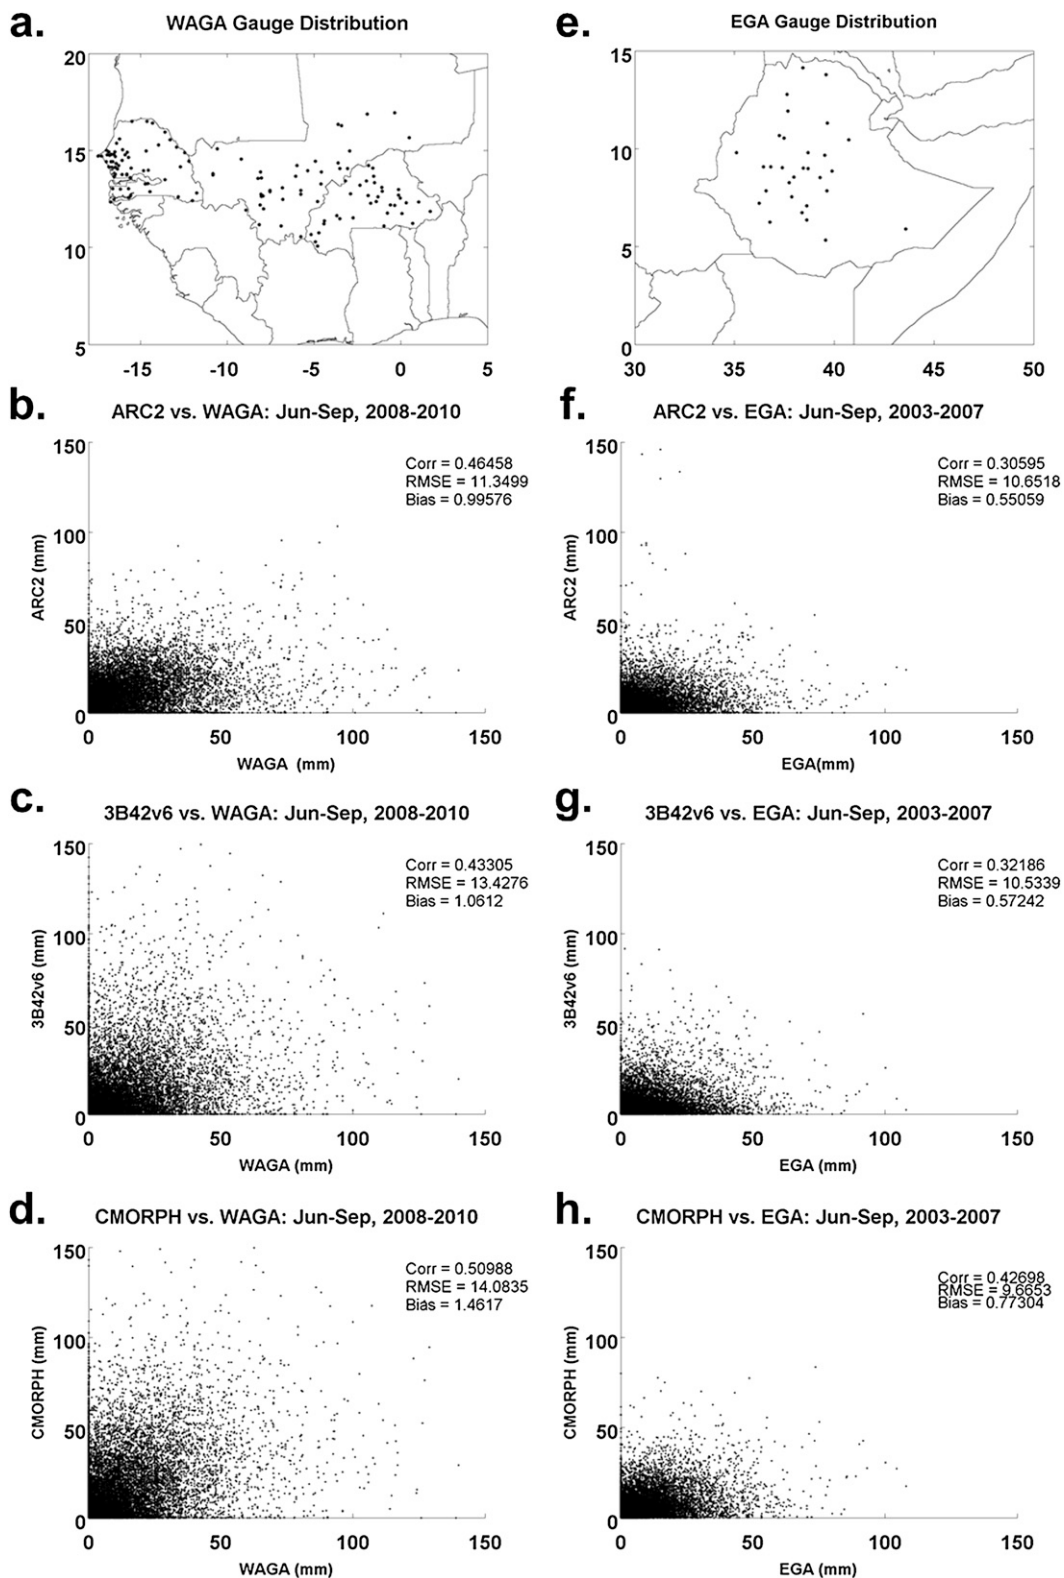 a.
WAGA Gauge Distribution
20
15
10
5
-15
-10
-5
0
5
e.
EGA Gauge Distribution
15
10
5
0
30
35
40
45
50
b.
ARC2 vs. WAGA: Jun-Sep, 2008-2010
Corr = 0.46458
RMSE = 11.3499
Bias = 0.99576
150
100
50
0
ARC2 (mm)
0
50
100
150
WAGA (mm)
f.
ARC2 vs. EGA: Jun-Sep, 2003-2007
Corr = 0.30595
RMSE = 10.6518
Bias = 0.55059
150
100
50
0
ARC2 (mm)
0
50
100
150
EGA(mm)
c.
3B42v6 vs. WAGA: Jun-Sep, 2008-2010
Corr = 0.43305
RMSE = 13.4276
Bias = 1.0612
150
100
50
0
3B42v6 (mm)
0
50
100
150
WAGA (mm)
g.
3B42v6 vs. EGA: Jun-Sep, 2003-2007
Corr = 0.32186
RMSE = 10.5339
Bias = 0.57242
150
100
50
0
3B42v6 (mm)
0
50
100
150
EGA (mm)
d.
CMORPH vs. WAGA: Jun-Sep, 2008-2010
Corr = 0.50988
RMSE = 14.0835
Bias = 1.4617
150
100
50
0
CMORPH (mm)
0
50
100
150
WAGA (mm)
h.
CMORPH vs. EGA: Jun-Sep, 2003-2007
Corr = 0.42698
RMSE = 9.6653
Bias = 0.77304
150
100
50
0
CMORPH (mm)
0
50
100
150
EGA (mm)